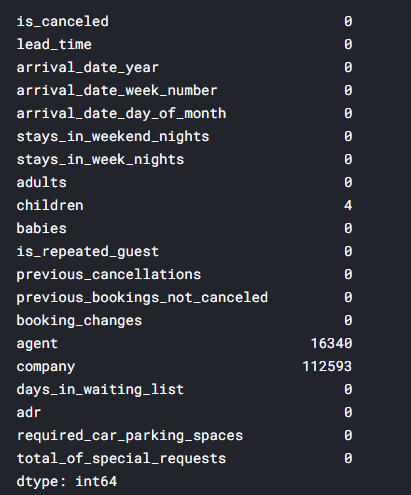 is_canceled 0
lead_time 0
arrival_date_year 0
arrival_date_week_number 0
arrival_date_day_of_month 0
stays_in_weekend_nights 0
stays_in_week_nights 0
adults 0
children 4
babies 0
is_repeated_guest 0
previous_cancellations 0
previous_bookings_not_canceled 0
booking_changes 0
agent 16340
company 112593
days_in_waiting_list 0
adr 0
required_car_parking_spaces 0
total_of_special_requests 0
dtype: int64